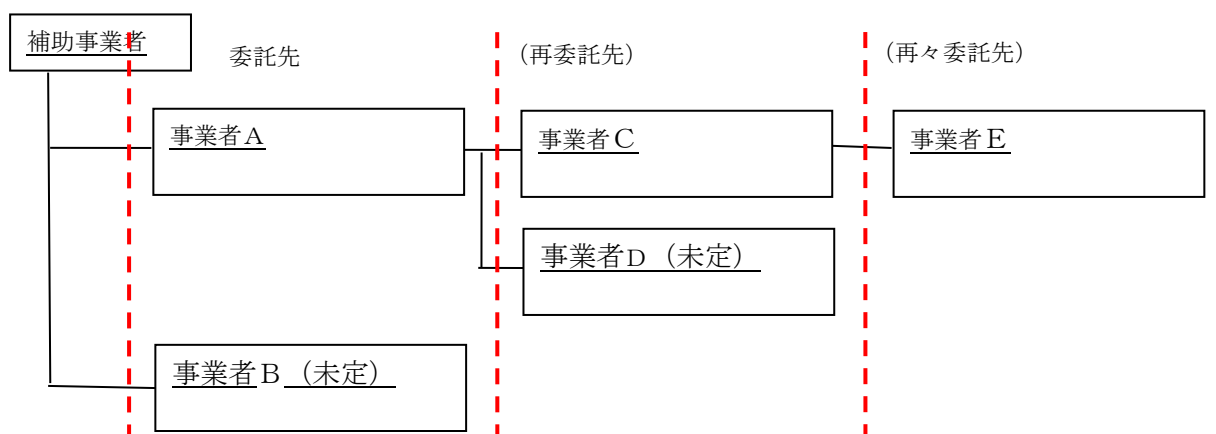 補助事業者
委託先
（再委託先）
（再々委託先）
事業者Ａ
事業者Ｃ
事業者Ｅ
事業者D（未定）
事業者Ｂ（未定）